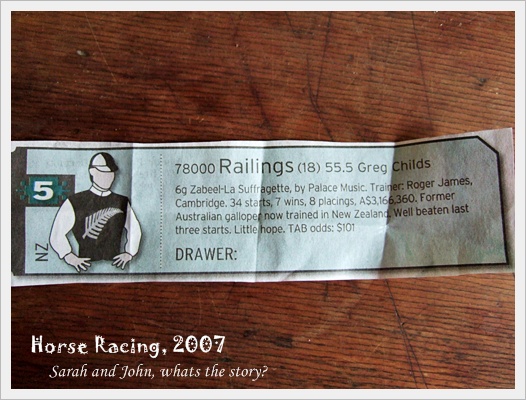 5
NZ
78000 Railings (18) 55.5 Greg Childs
6g Zabeel-La Suffragette, by Palace Music. Trainer: Roger James,
Cambridge. 34 starts, 7 wins, 8 placings, A$3,166,360. Former
Australian galloper now trained in New Zealand. Well beaten last
three starts. Little hope. TAB odds: $101
DRAWER:
Horse Racing, 2007
Sarah and John, whats the story?